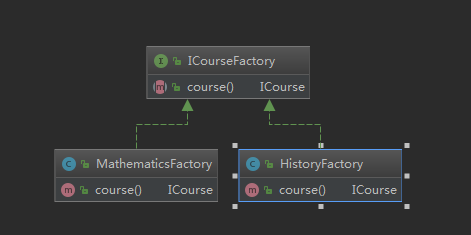 I ICourseFactory
m course() ICourse
C MathematicsFactory
m course() ICourse
C HistoryFactory
m course() ICourse